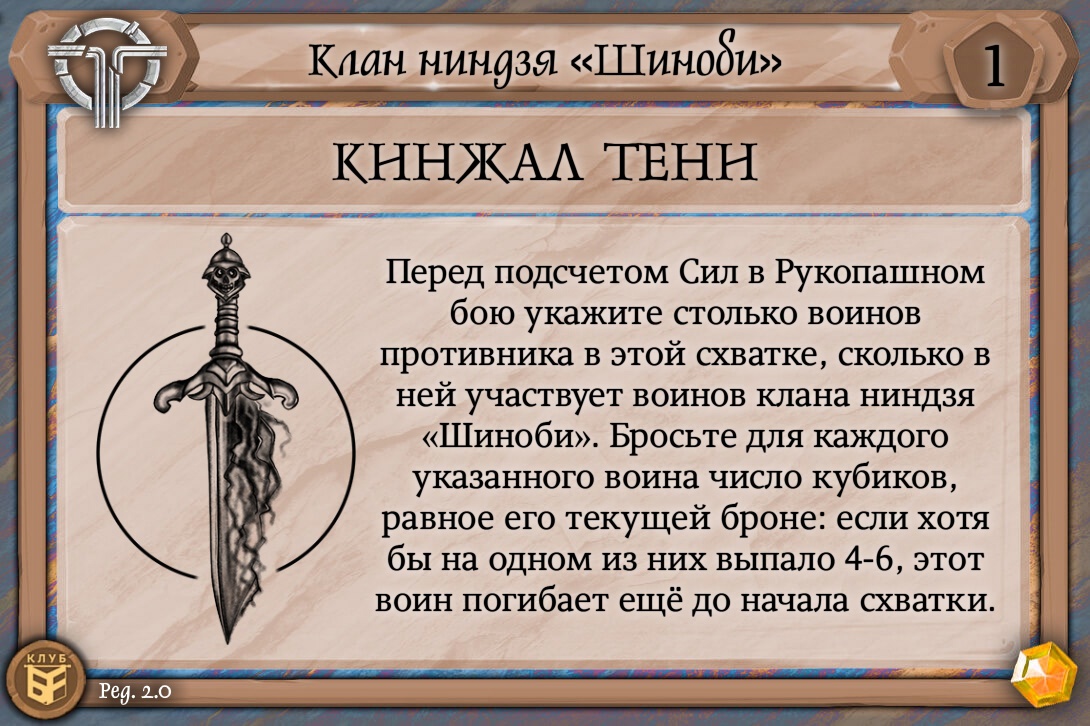 Клан ниндзя «Шиноби»
1
КИНЖАЛ ТЕНИ
Перед подсчетом Сил в Рукопашном
бою укажите столько воинов
противника в этой схватке, сколько в
ней участвует воинов клана ниндзя
«Шиноби». Бросьте для каждого
указанного воина число кубиков,
равное его текущей броне: если хотя
бы на одном из них выпало 4-6, этот
воин погибает ещё до начала схватки.
КЛУБ
Ред. 2.0